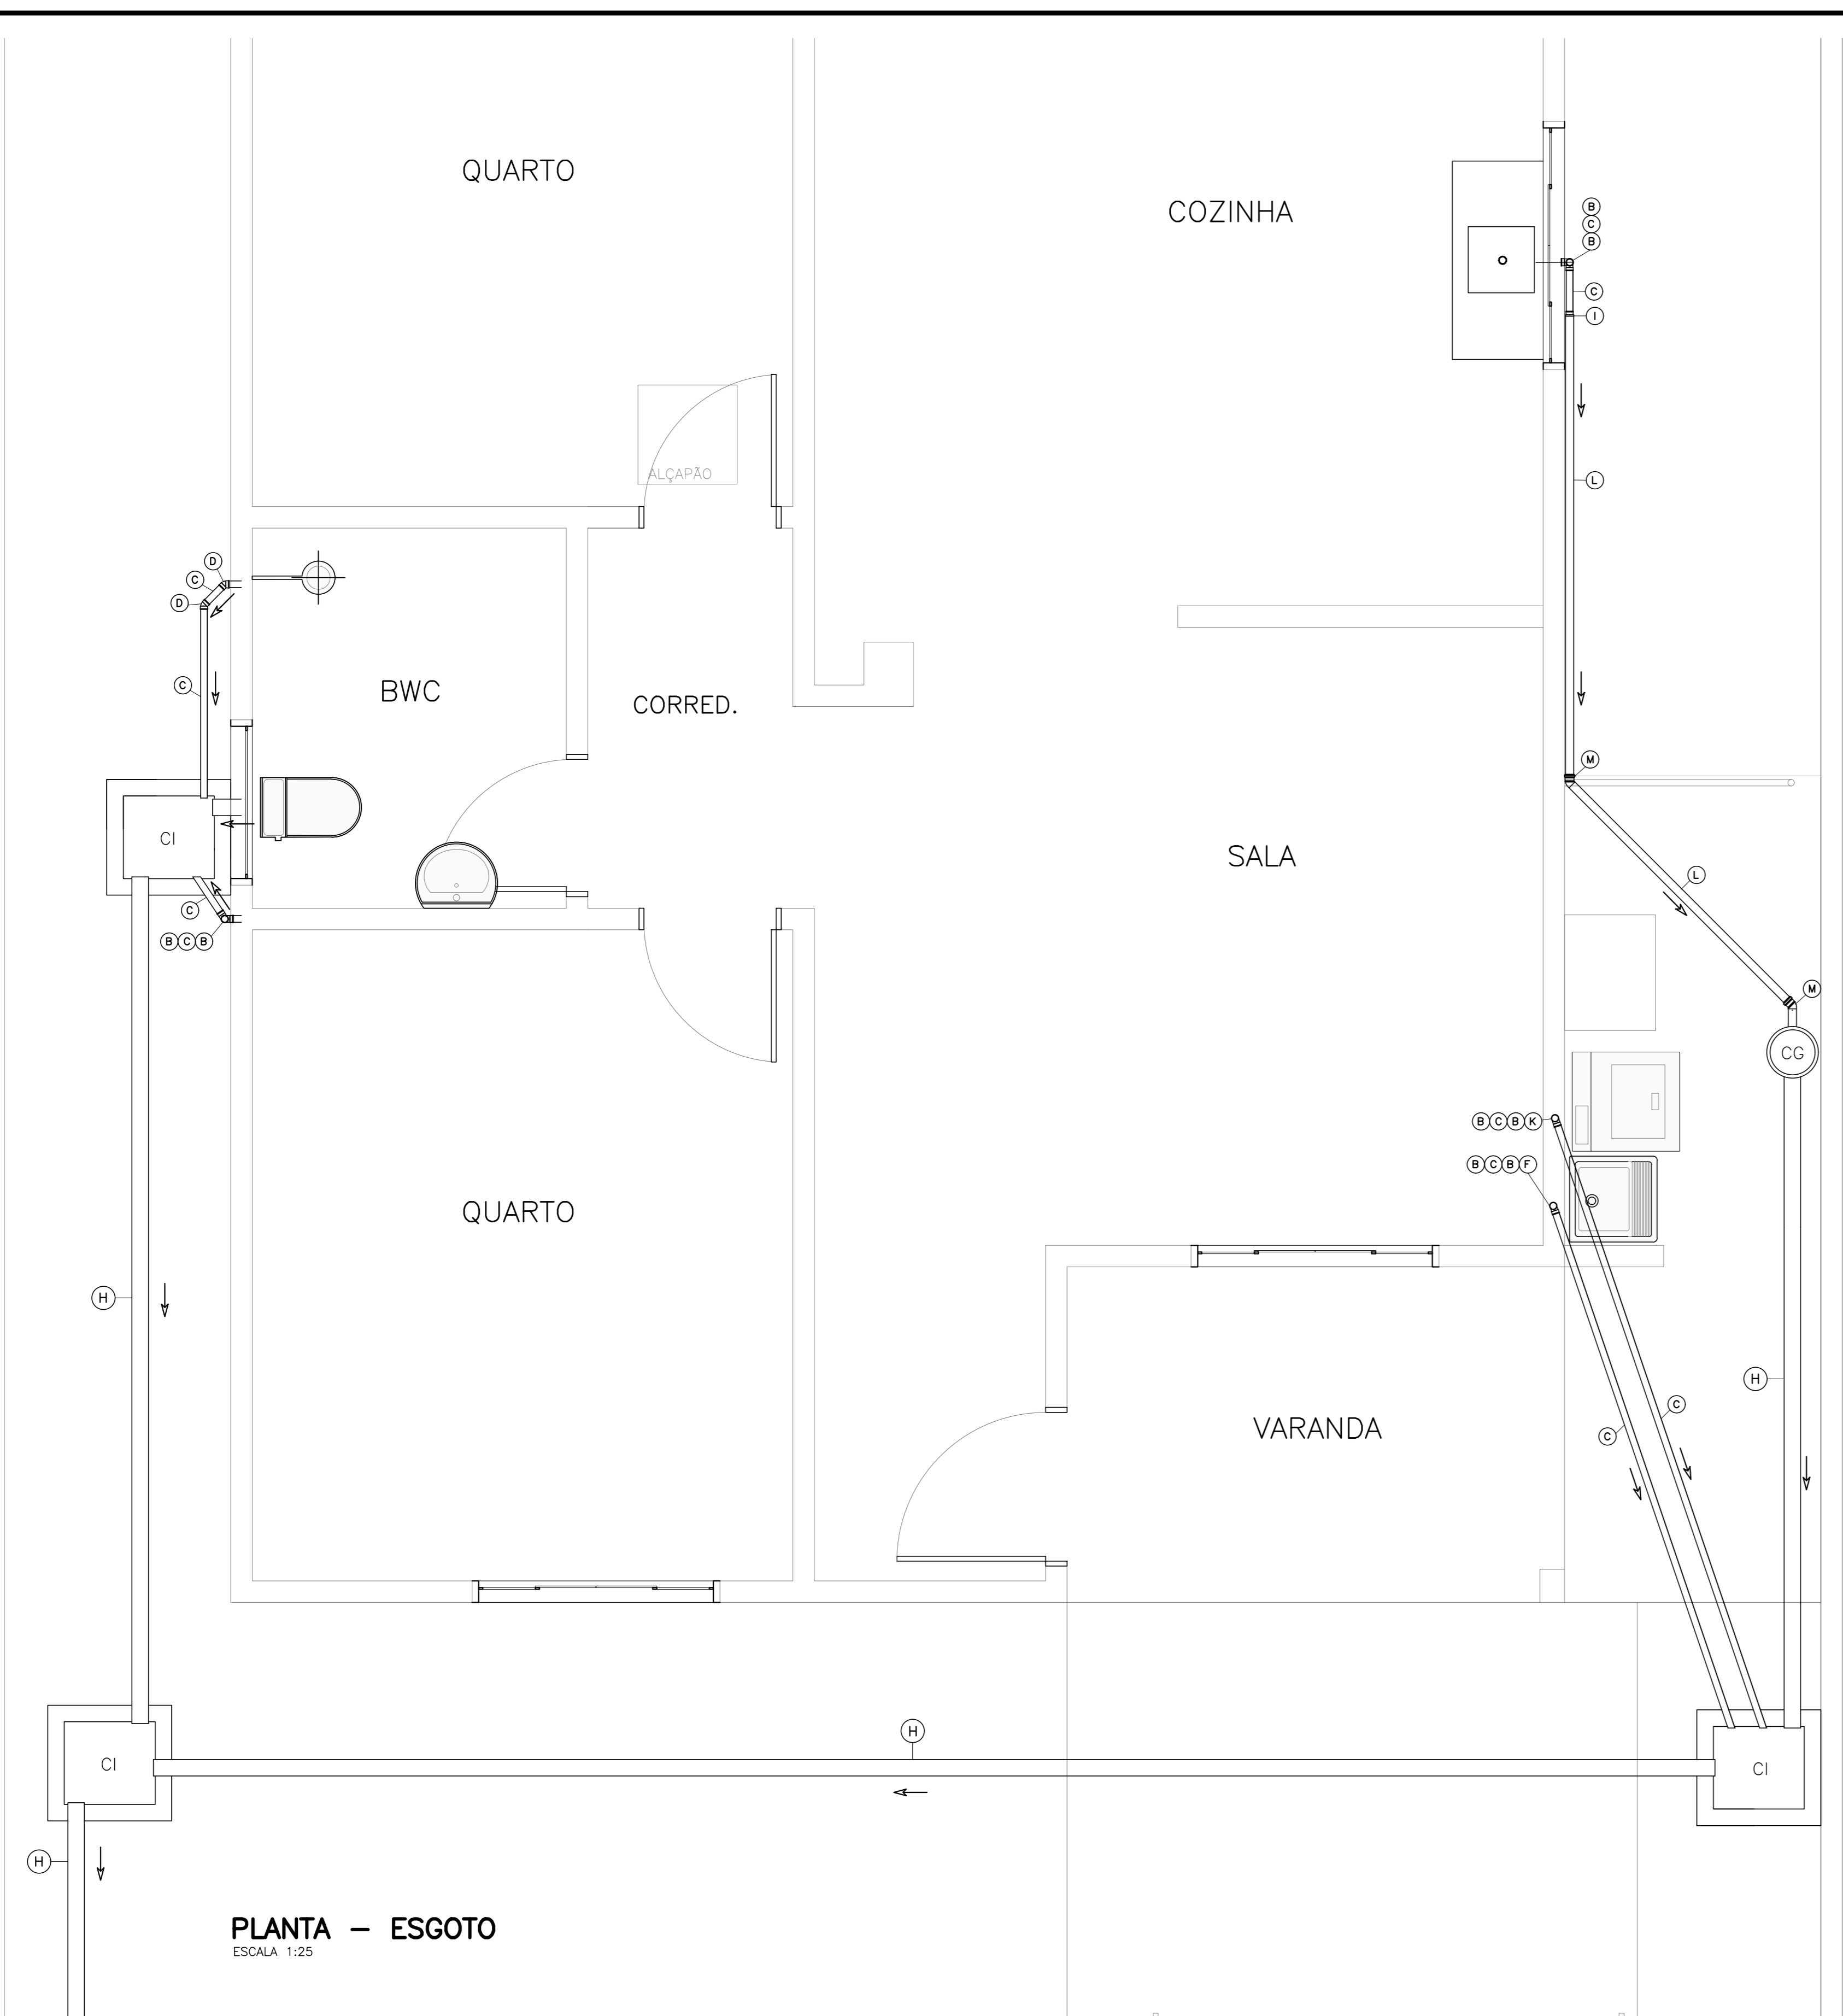 QUARTO
COZINHA
B
C
B
C
I
ALÇAPÃO
L
D
C
D
C
BWC
CORRED.
M
CI
SALA
L
C
B C B
M
CG
B C B K
B C B F
QUARTO
H
H
C
C
VARANDA
H
CI
CI
H
PLANTA - ESGOTO
ESCALA 1:25